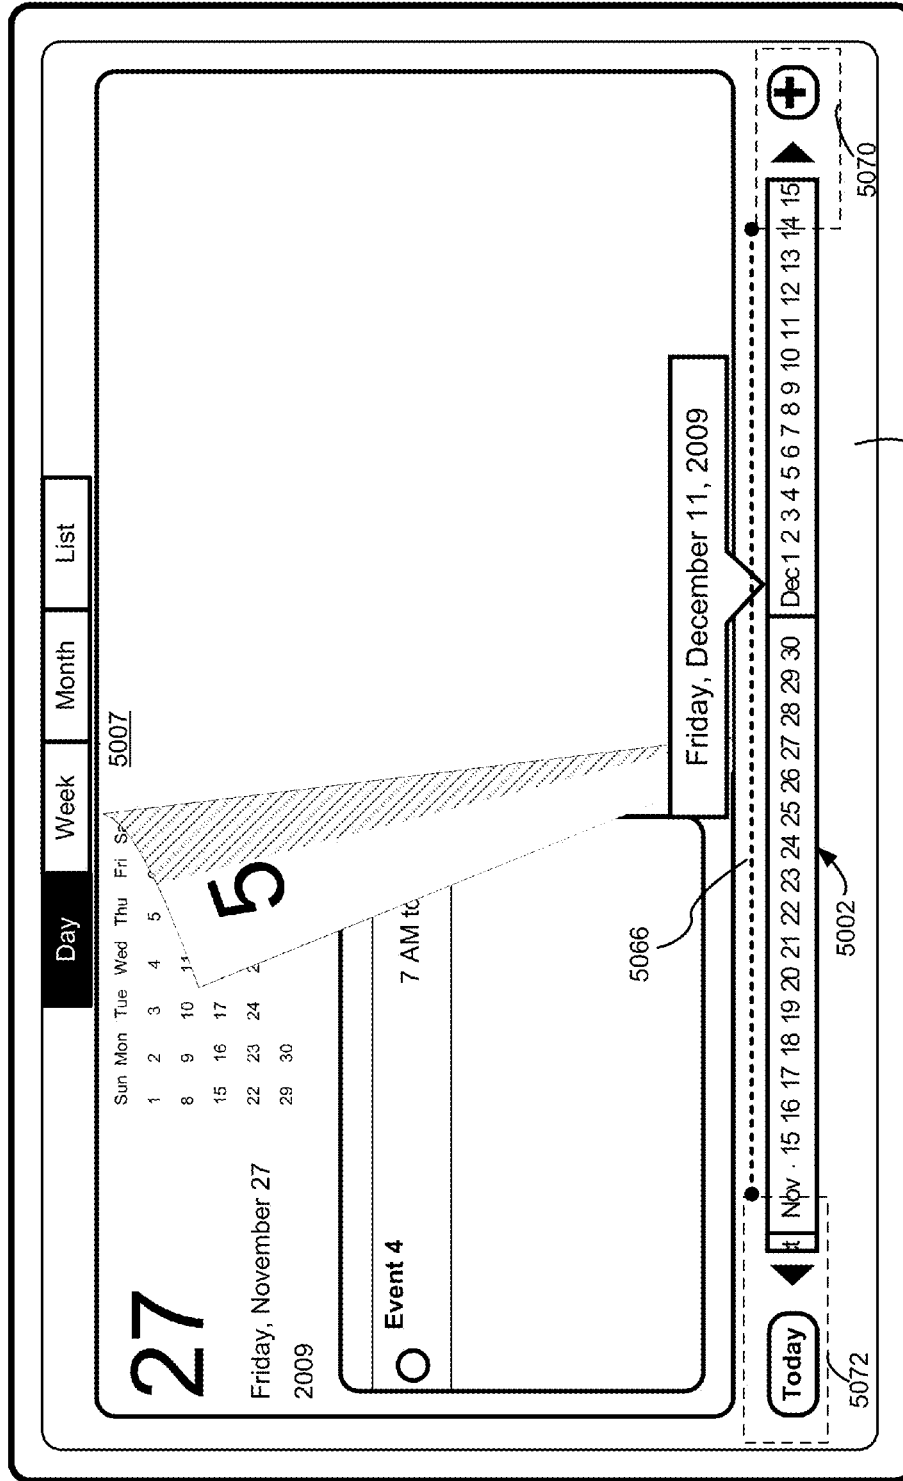 Day Week Month List
27
Friday, November 27
2009
Sun Mon Tue Wed Thu Fri
1 2 3 4 5
8 9 10 11
15 16 17
22 23 24
29 30
5007
5
Event 4
7 AM to
Friday, December 11, 2009
5066
Today
t Nov · 15 16 17 18 19 20 21 22 23 24 25 26 27 28 29 30 Dec 1 2 3 4 5 6 7 8 9 10 11 12 13 14 15
5072
5002
5070